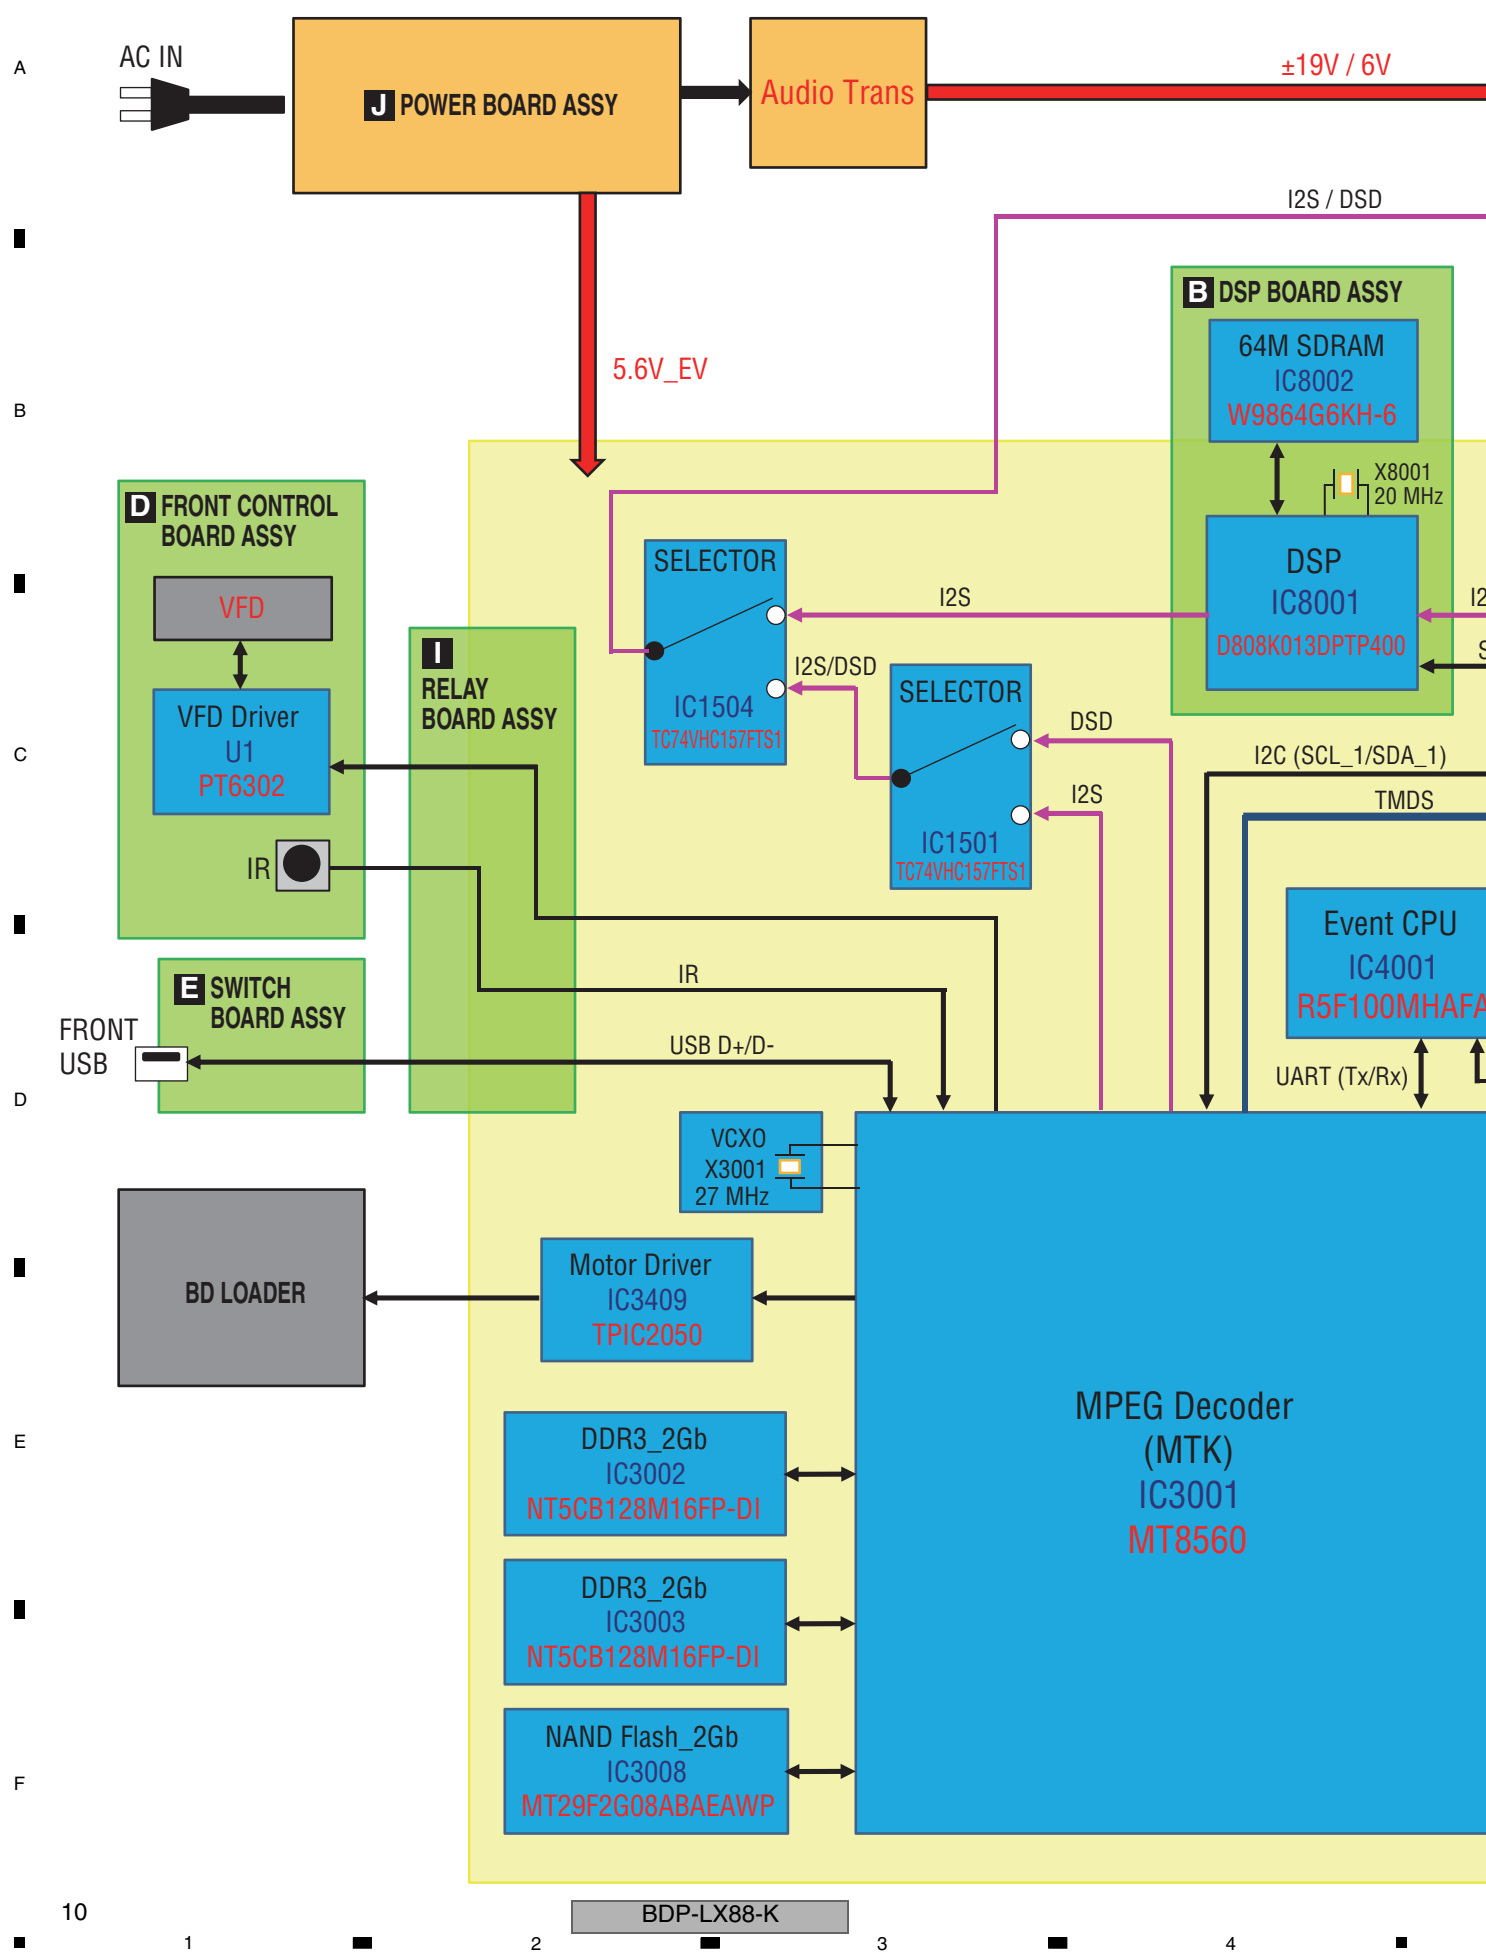 A
AC IN
J POWER BOARD ASSY
Audio Trans
±19V / 6V
I2S / DSD
5.6V_EV
B DSP BOARD ASSY
64M SDRAM
IC8002
W9864G6KH-6
X8001
20 MHz
B
D FRONT CONTROL
BOARD ASSY
VFD
VFD Driver
U1
PT6302
IR
I
RELAY
BOARD ASSY
SELECTOR
IC1504
TC74VHC157FTS1
I2S
I2S/DSD
SELECTOR
IC1501
TC74VHC157FTS1
DSD
I2S
DSP
IC8001
D808K013DPTP400
I2
S
C
I2C (SCL_1/SDA_1)
TMDS
Event CPU
IC4001
R5F100MHAFA
UART (Tx/Rx)
E SWITCH
BOARD ASSY
FRONT
USB
IR
USB D+/D-
D
VCXO
X3001
27 MHz
BD LOADER
Motor Driver
IC3409
TPIC2050
E
DDR3_2Gb
IC3002
NT5CB128M16FP-DI
MPEG Decoder
(MTK)
IC3001
MT8560
DDR3_2Gb
IC3003
NT5CB128M16FP-DI
F
NAND Flash_2Gb
IC3008
MT29F2G08ABAEAWP
10
BDP-LX88-K
1
2
3
4